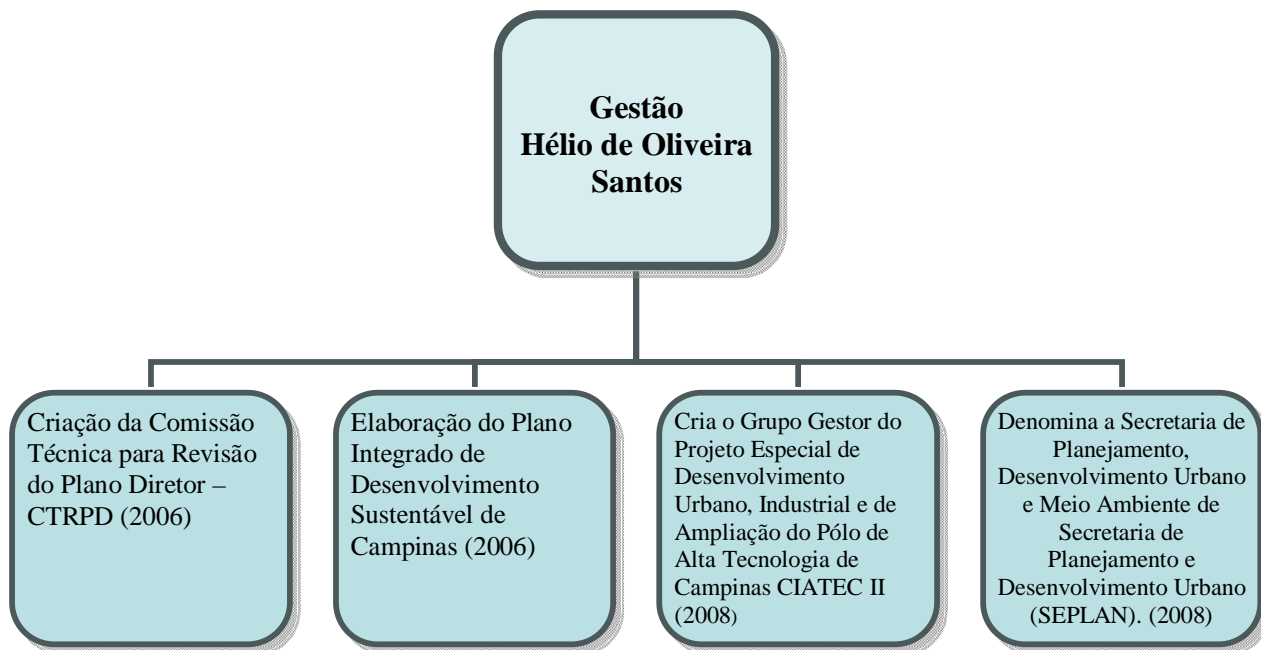 Gestão
Hélio de Oliveira
Santos
Criação da Comissão
Técnica para Revisão
do Plano Diretor –
CTRPD (2006)
Elaboração do Plano
Integrado de
Desenvolvimento
Sustentável de
Campinas (2006)
Cria o Grupo Gestor do
Projeto Especial de
Desenvolvimento
Urbano, Industrial e de
Ampliação do Pólo de
Alta Tecnologia de
Campinas CIATEC II
(2008)
Denomina a Secretaria de
Planejamento,
Desenvolvimento Urbano
e Meio Ambiente de
Secretaria de
Planejamento e
Desenvolvimento Urbano
(SEPLAN). (2008)